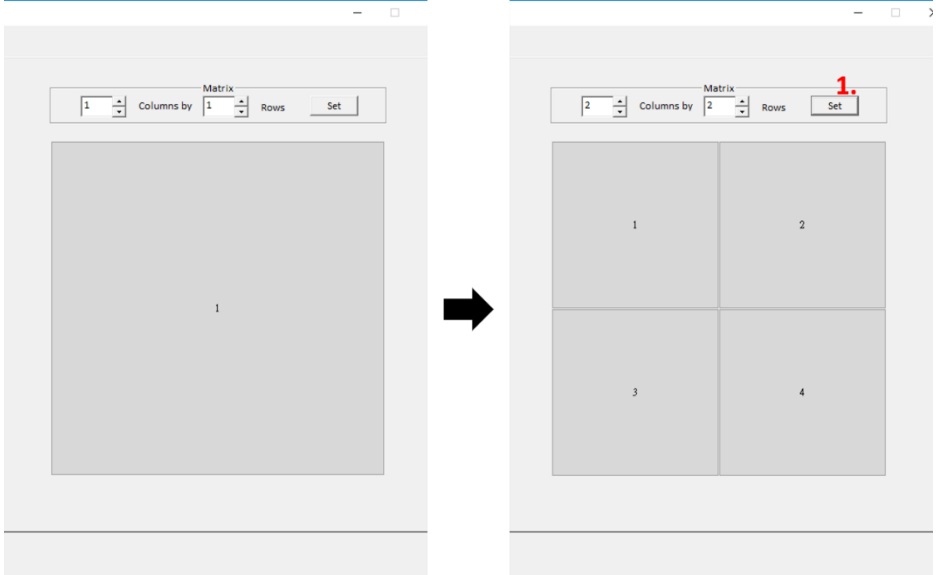 Matrix
1 Columns by 1 Rows Set
1
1.
Matrix
2 Columns by 2 Rows Set
1 2
3 4